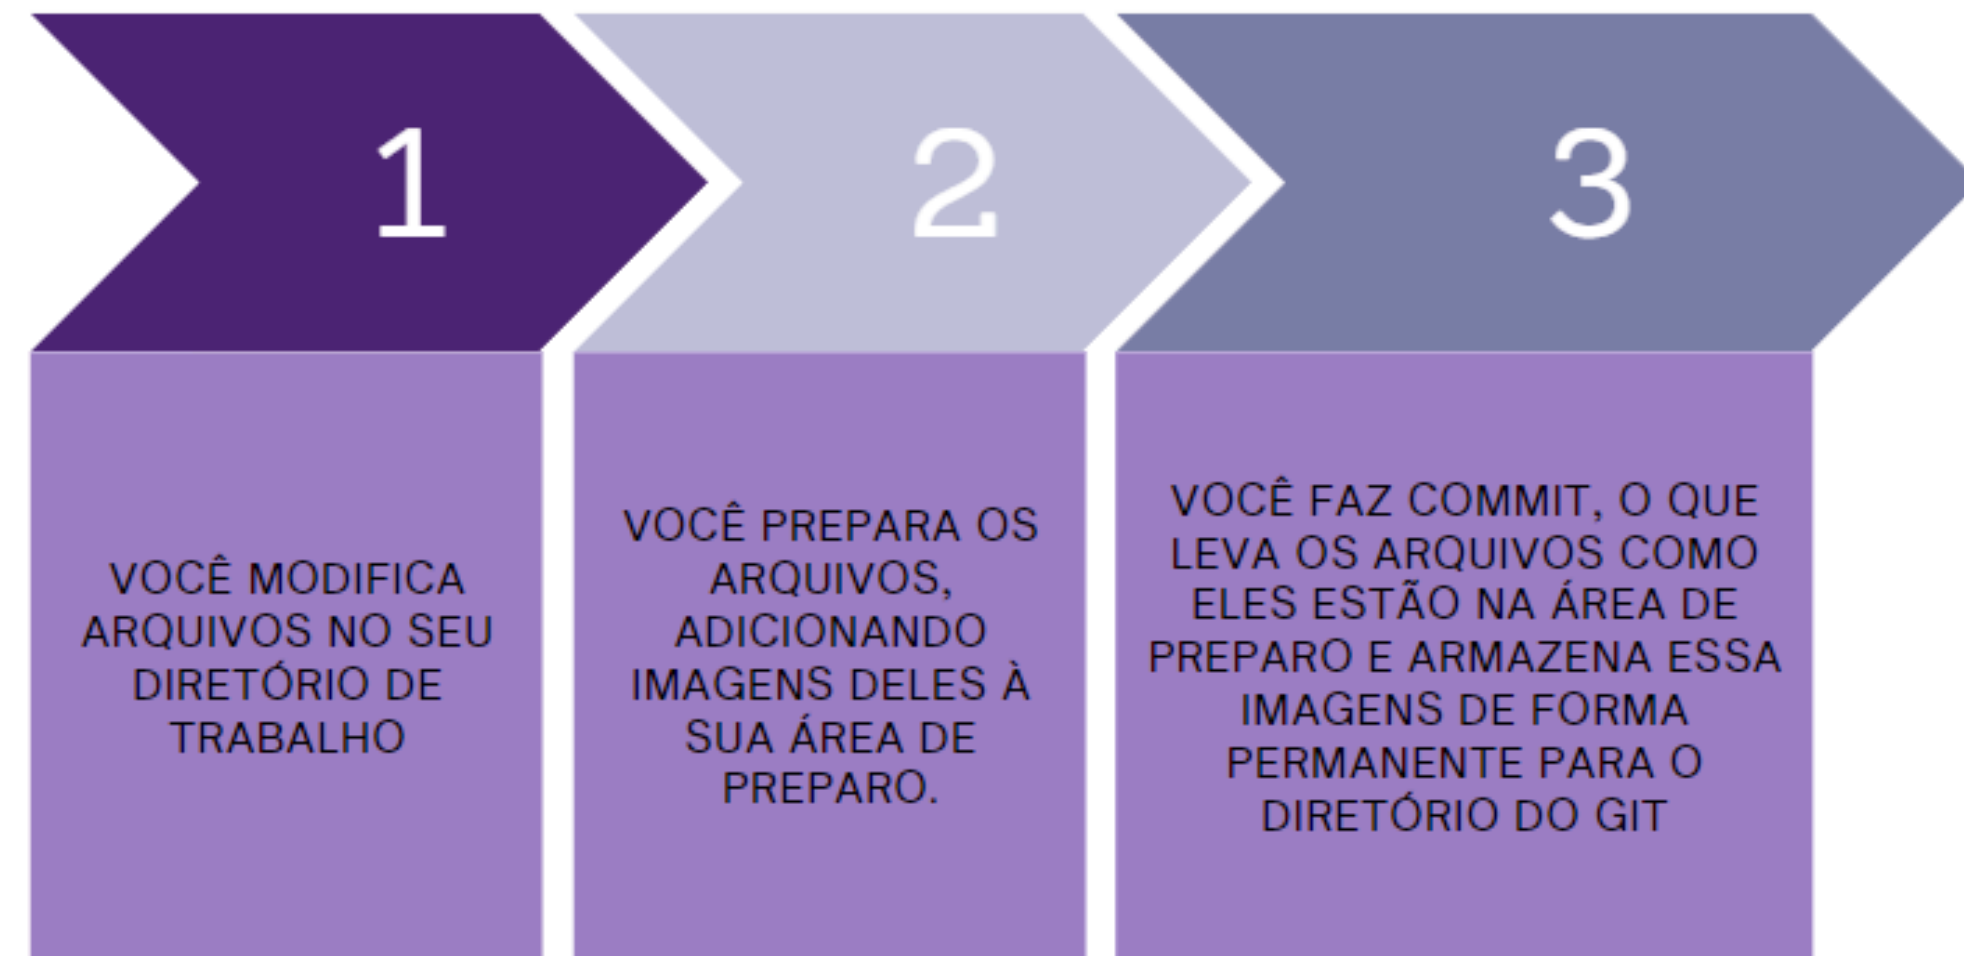 1
2
3
VOCÊ MODIFICA
ARQUIVOS NO SEU
DIRETÓRIO DE
TRABALHO
VOCÊ PREPARA OS
ARQUIVOS,
ADICIONANDO
IMAGENS DELES À
SUA ÁREA DE
PREPARO.
VOCÊ FAZ COMMIT, O QUE
LEVA OS ARQUIVOS COMO
ELES ESTÃO NA ÁREA DE
PREPARO E ARMAZENA ESSA
IMAGENS DE FORMA
PERMANENTE PARA O
DIRETÓRIO DO GIT